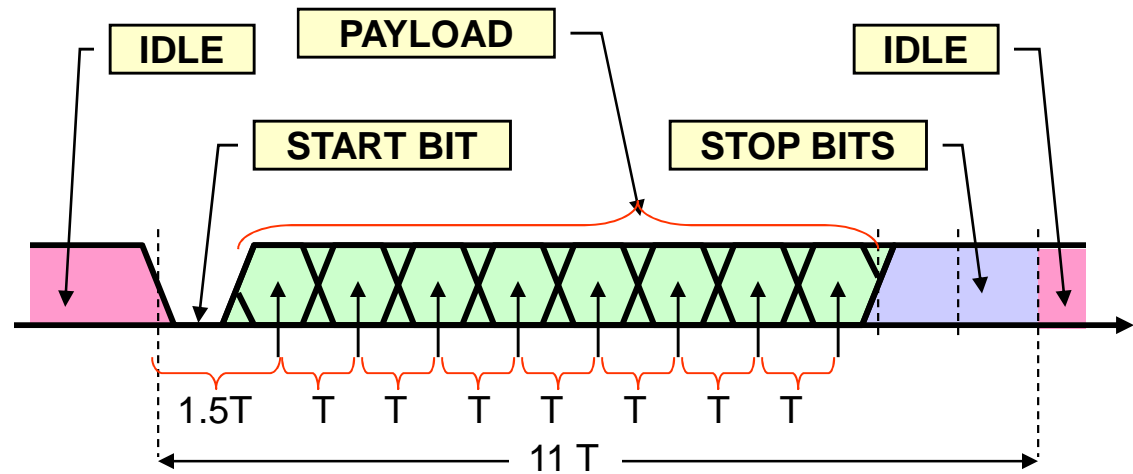 PAYLOAD
IDLE
IDLE
START BIT
STOP BITS
1.5T T T T T T T T
11 T